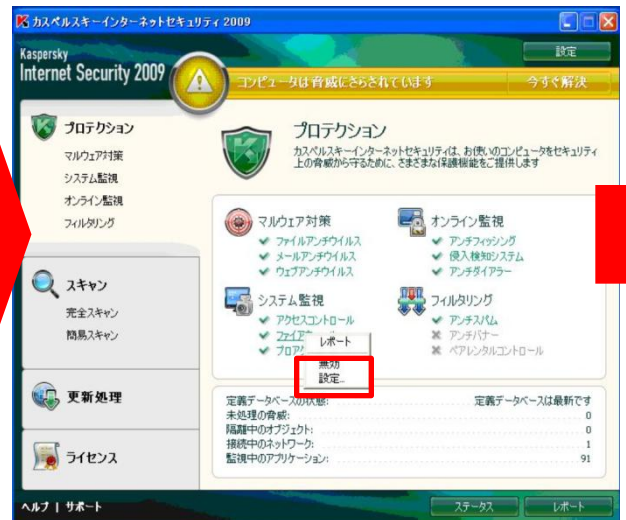 カスペルスキーインターネットセキュリティ 2009
Kaspersky
Internet Security 2009
設定
コンピュータは脅威にさらされています
今すぐ解決
プロテクション
マルウェア対策
システム監視
オンライン監視
フィルタリング
スキャン
完全スキャン
簡易スキャン
更新処理
ライセンス
プロテクション
カスペルスキーインターネットセキュリティは、お使いのコンピュータをセキュリティ
上の脅威から守るために、さまざまな保護機能をご提供します
マルウェア対策
ファイルアンチウイルス
メールアンチウイルス
ウェブアンチウイルス
オンライン監視
アンチフィッシング
侵入検知システム
アンチダイアラー
システム監視
アクセスコントロール
レポート
無効
設定...
フィルタリング
アンチスパム
アンチバナー
ペアレンタルコントロール
定義データベースの状態:
定義データベースは最新です
未処理の脅威:
0
隔離中のオブジェクト:
0
接続中のネットワーク:
1
監視中のアプリケーション:
91
ヘルプ | サポート
ステータス
レポート